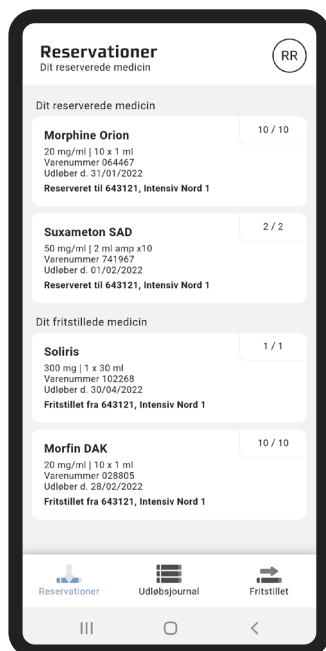 Reservationer
Dit reserverede medicin
RR
Dit reserverede medicin
Morphine Orion
10 / 10
20 mg/ml | 10 x 1 ml
Varenummer 064467
Udløber d. 31/01/2022
Reserveret til 643121, Intensiv Nord 1
Suxameton SAD
2 / 2
50 mg/ml | 2 ml amp x10
Varenummer 741967
Udløber d. 01/02/2022
Reserveret til 643121, Intensiv Nord 1
Dit fritstillede medicin
Soliris
1 / 1
300 mg | 1 x 30 ml
Varenummer 102268
Udløber d. 30/04/2022
Fritstillet fra 643121, Intensiv Nord 1
Morfin DAK
10 / 10
20 mg/ml | 10 x 1 ml
Varenummer 028805
Udløber d. 28/02/2022
Fritstillet fra 643121, Intensiv Nord 1
Reservationer Udløbsjournal Fritstillet